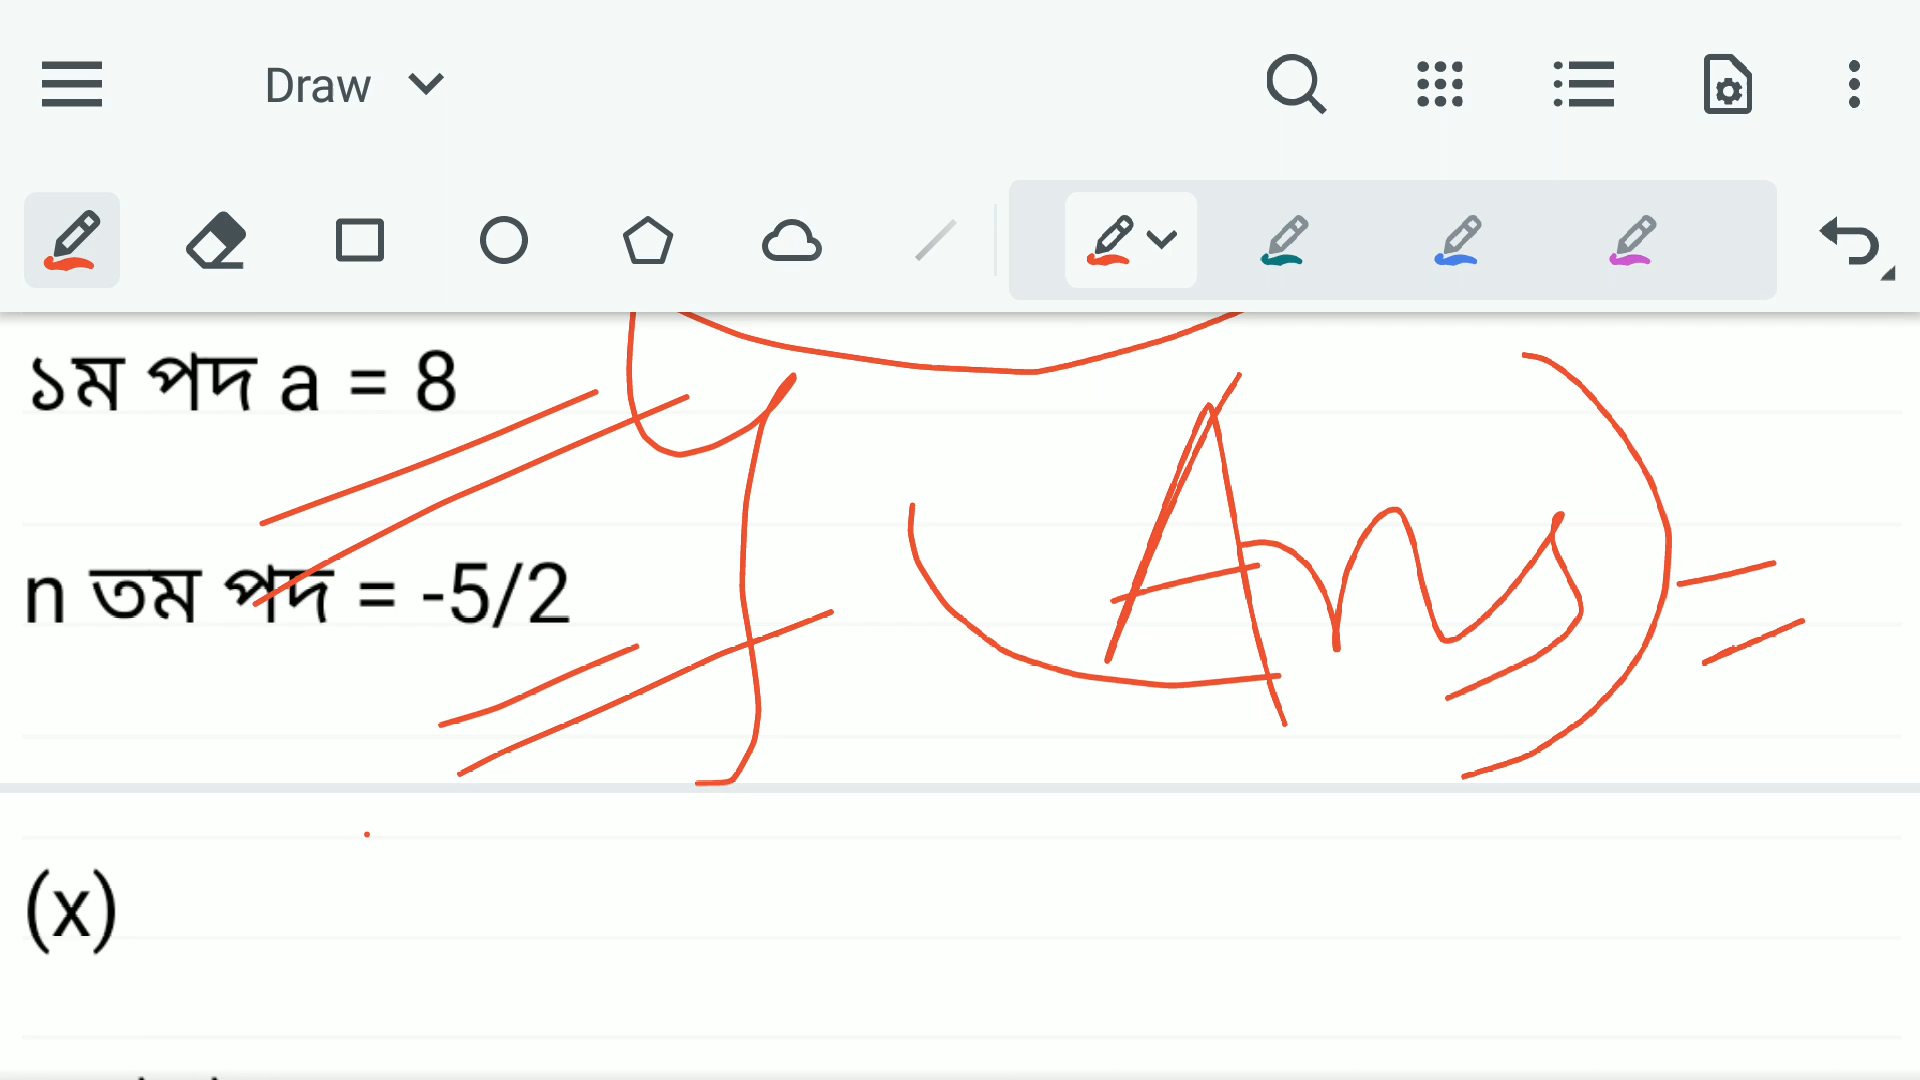 Draw
১ম পদ a = 8
n তম পদ = -5/2
(Ans)
(x)